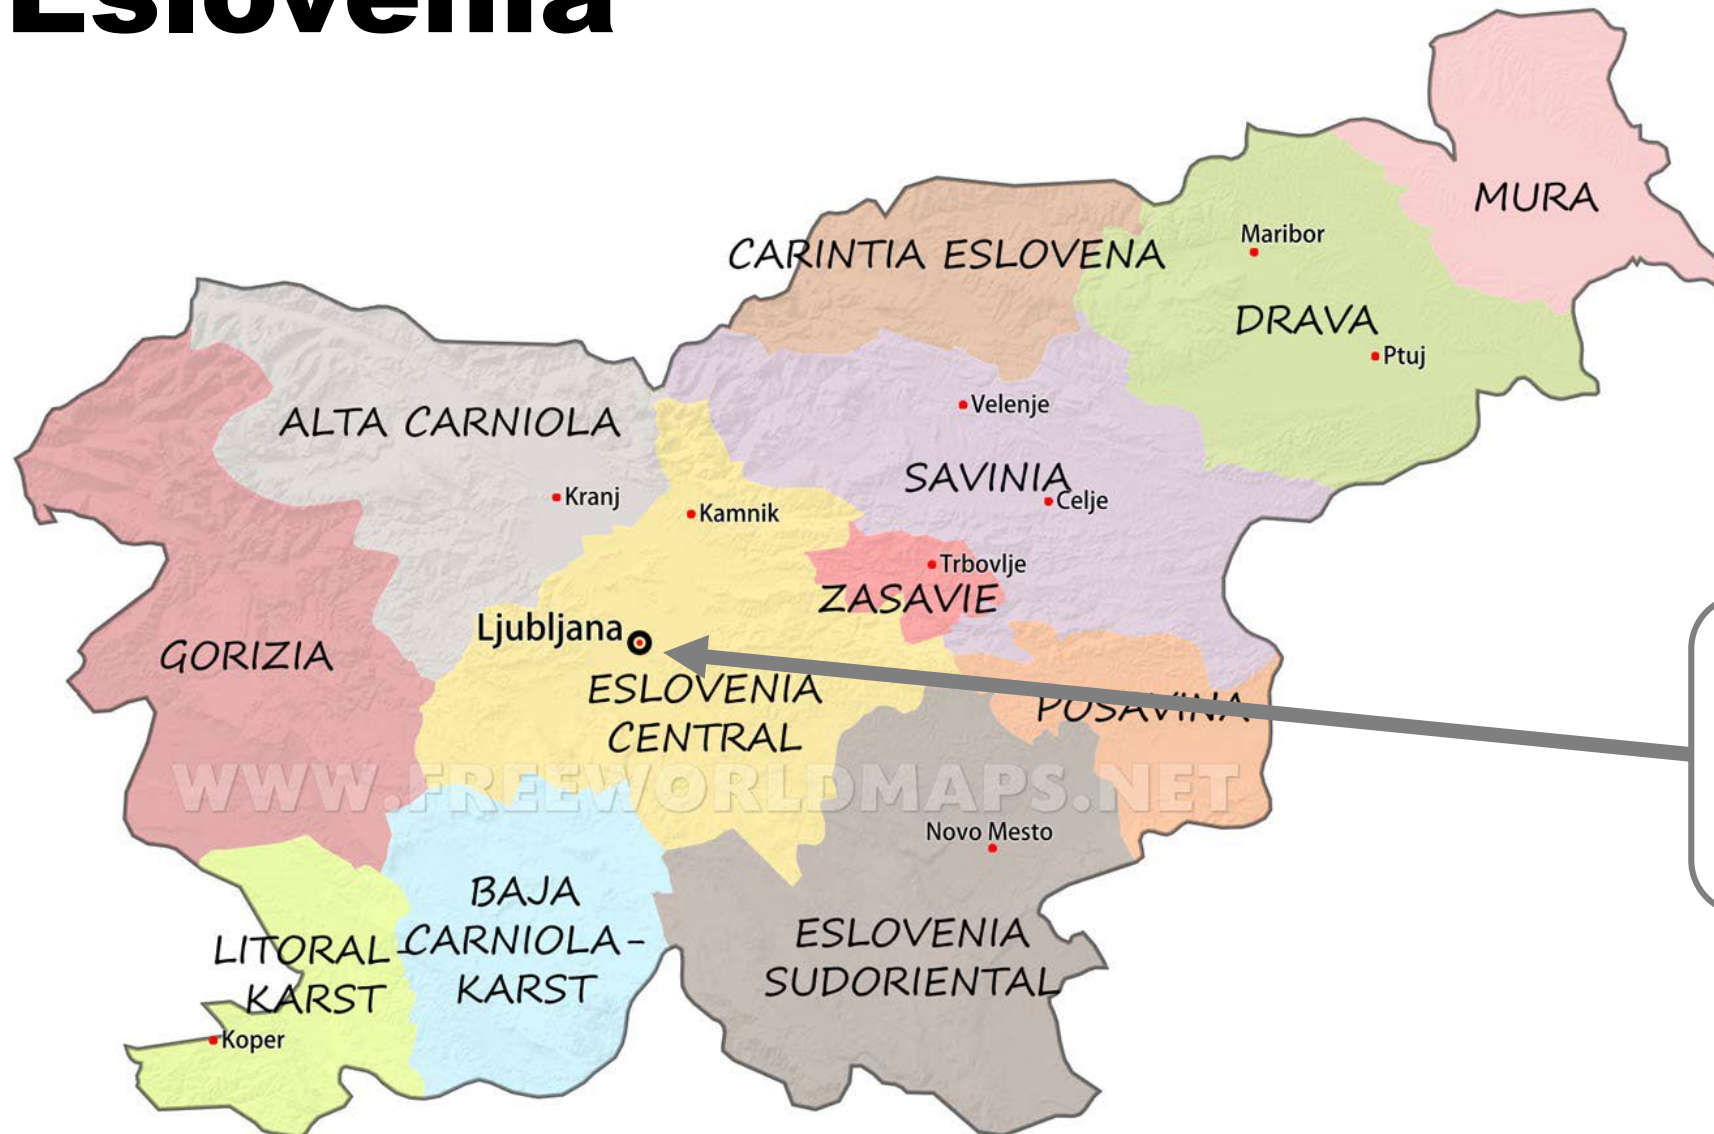 Eslovenia
MURA
Maribor
CARINTIA ESLOVENA
DRAVA
Ptuj
Velenje
ALTA CARNIOLA
SAVINIA
Celje
Kranj
Kamnik
Trbovlje
ZASAVIE
Ljubljana
GORIZIA
ESLOVENIA
CENTRAL
POSAVINA
WWW.FREEWORLDMAPS.NET
Novo Mesto
BAJA
CARNIOLA-
KARST
LITORAL-
KARST
ESLOVENIA
SUDORIENTAL
Koper